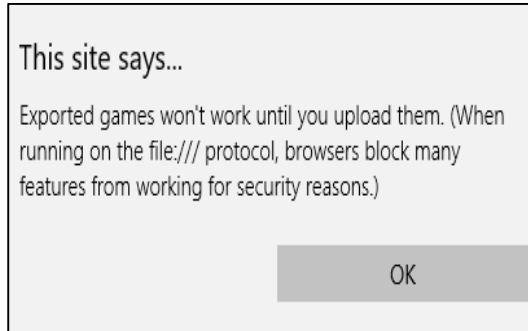 This site says...
Exported games won't work until you upload them. (When
running on the file:/// protocol, browsers block many
features from working for security reasons.)
OK